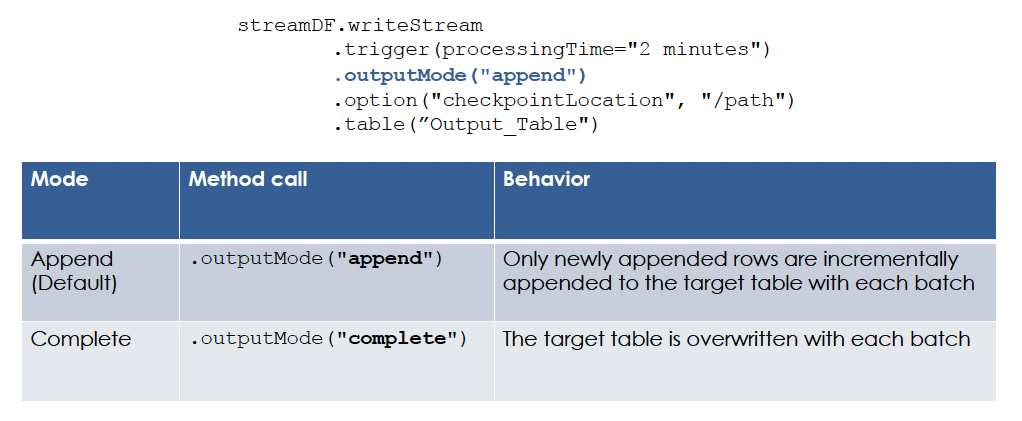 streamDF.writeStream
.trigger(processingTime="2 minutes")
.outputMode("append")
.option("checkpointLocation", "/path")
.table(”Output_Table")
Mode
Method call
Behavior
Append
(Default)
.outputMode("append")
Only newly appended rows are incrementally
appended to the target table with each batch
Complete
.outputMode("complete")
The target table is overwritten with each batch